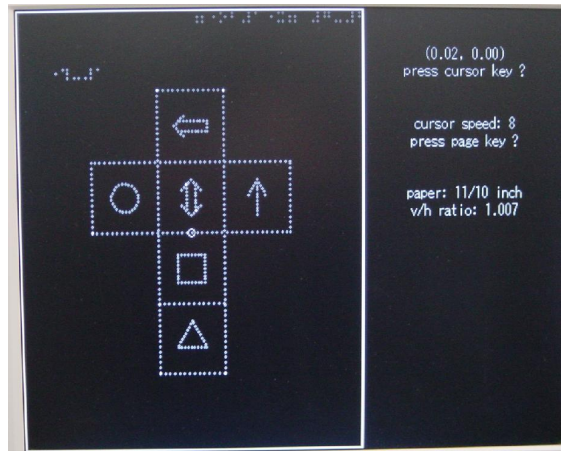 (0.02, 0.00)
press cursor key ?
cursor speed: 8
press page key ?
paper: 11/10 inch
v/h ratio: 1.007